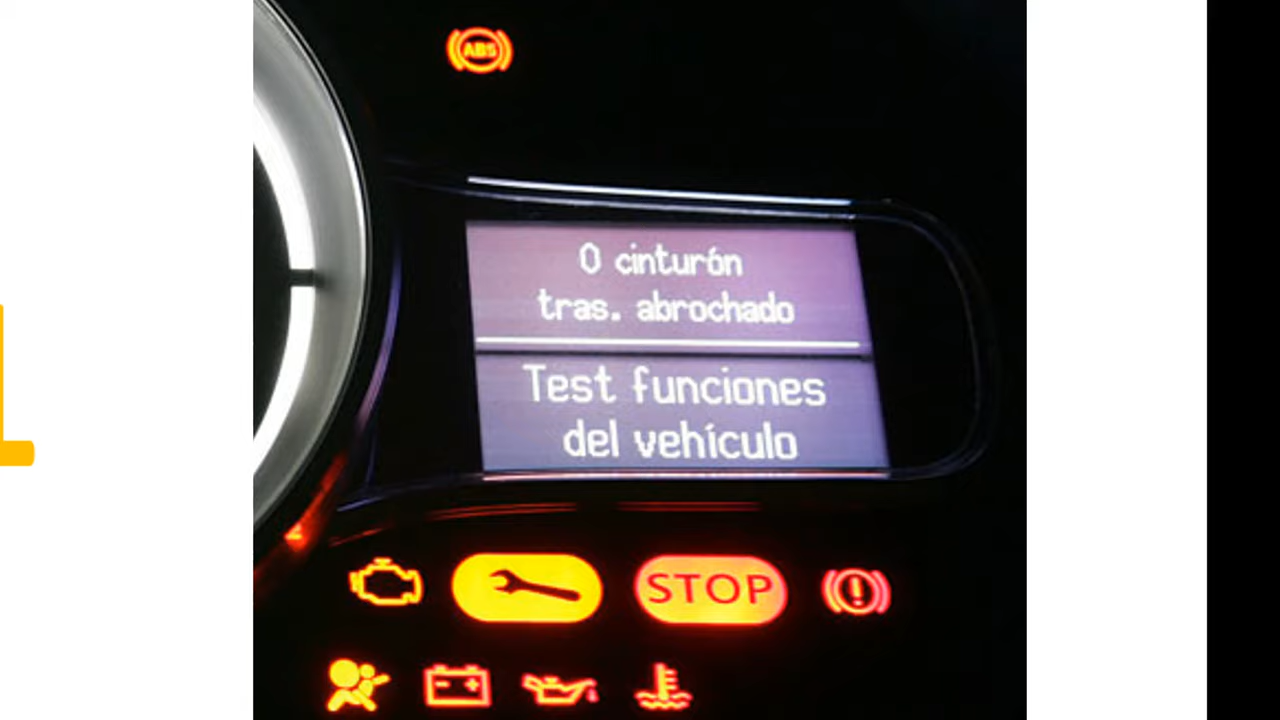 ABS
0 cinturón
tras. abrochado
Test funciones
del vehículo
STOP